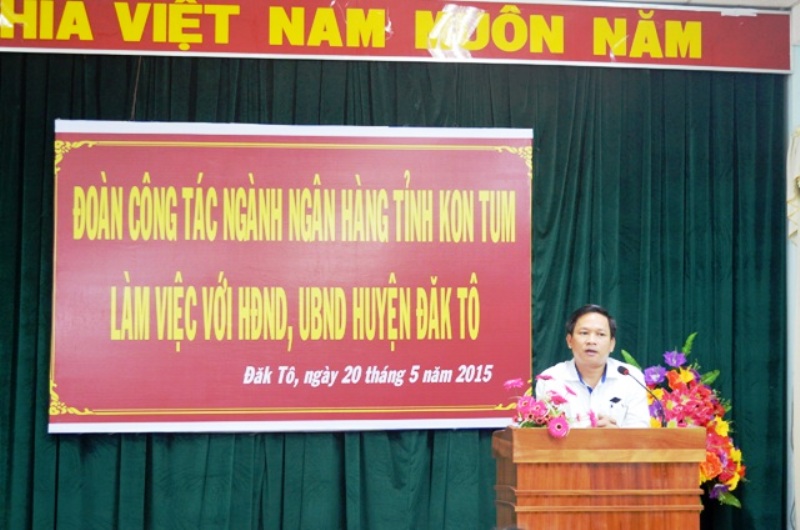 HĨA VIỆT NAM MUÔN NĂM
ĐOÀN CÔNG TÁC NGÀNH NGÂN HÀNG TỈNH KON TUM
LÀM VIỆC VỚI HĐND, UBND HUYỆN ĐĂK TÔ
Đăk Tô, ngày 20 tháng 5 năm 2015